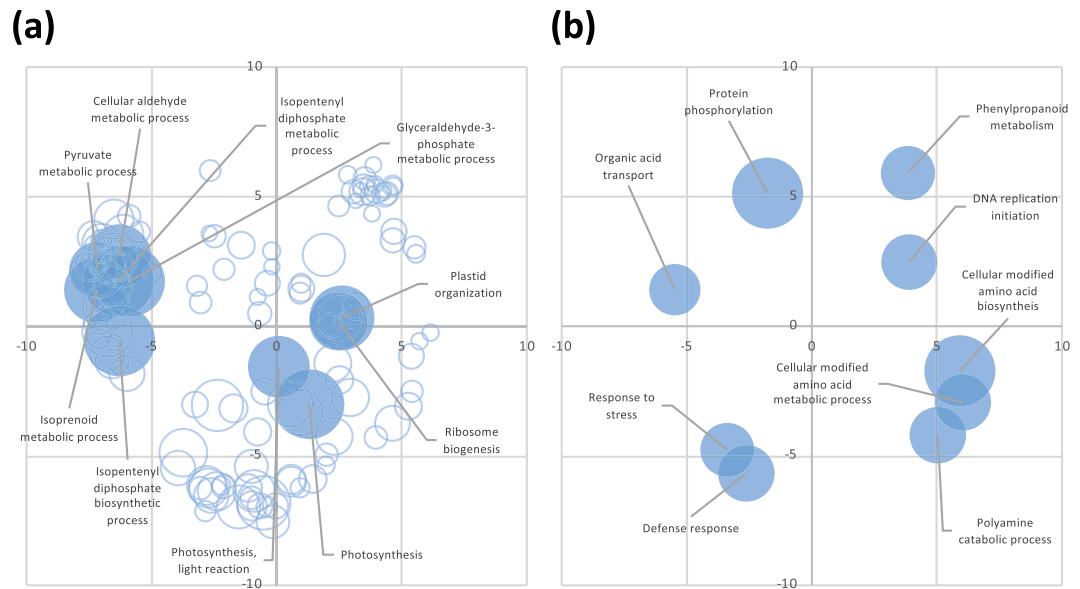 (a)
10
Cellular aldehyde
metabolic process
Isopentenyl
diphosphate
metabolic
process
Glyceraldehyde-3-
phosphate
metabolic process
Pyruvate
metabolic process
5
Plastid
organization
0
-10
-5
0
5
10
Isoprenoid
metabolic process
Ribosome
biogenesis
-5
Isopentenyl
diphosphate
biosynthetic
process
Photosynthesis,
light reaction
Photosynthesis
-10
(b)
10
Protein
phosphorylation
Phenylpropanoid
metabolism
Organic acid
transport
5
DNA replication
initiation
Cellular modified
amino acid
biosyntheis
0
-10
-5
0
5
10
Cellular modified
amino acid
metabolic process
Response to
stress
-5
Defense response
Polyamine
catabolic process
-10